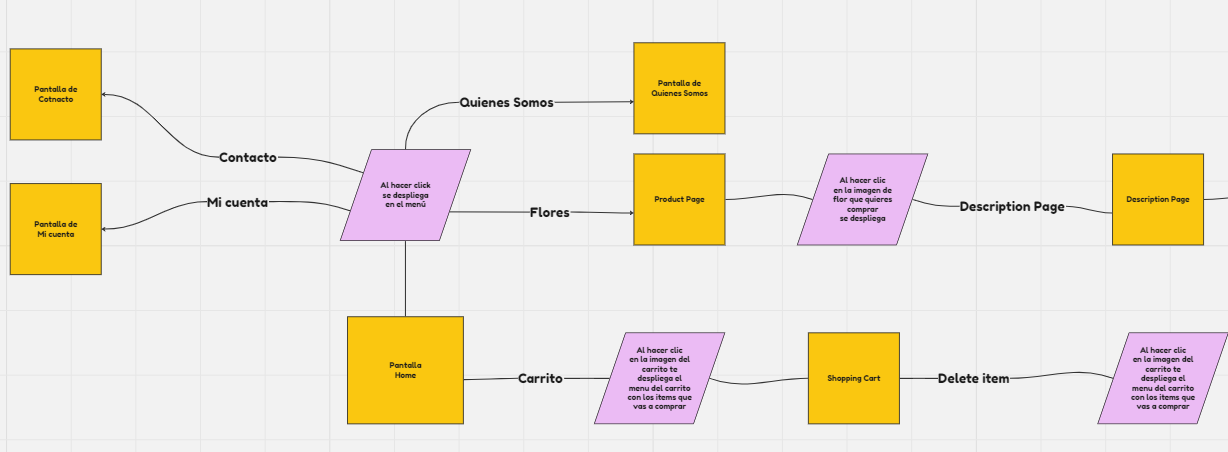 Pantalla de
Cotnacto
Contacto
Pantalla de
Mi cuenta
Mi cuenta
Al hacer click
se despliega
en el menú
Quienes Somos
Pantalla de
Quienes Somos
Flores
Product Page
Al hacer clic
en la imagen de
flor que quieres
comprar
se despliega
Description Page
Description Page
Pantalla
Home
Carrito
Al hacer clic
en la imagen del
carrito te
despliega el
menu del carrito
con los items que
vas a comprar
Shopping Cart
Delete item
Al hacer clic
en la imagen del
carrito te
despliega el
menu del carrito
con los items que
vas a comprar